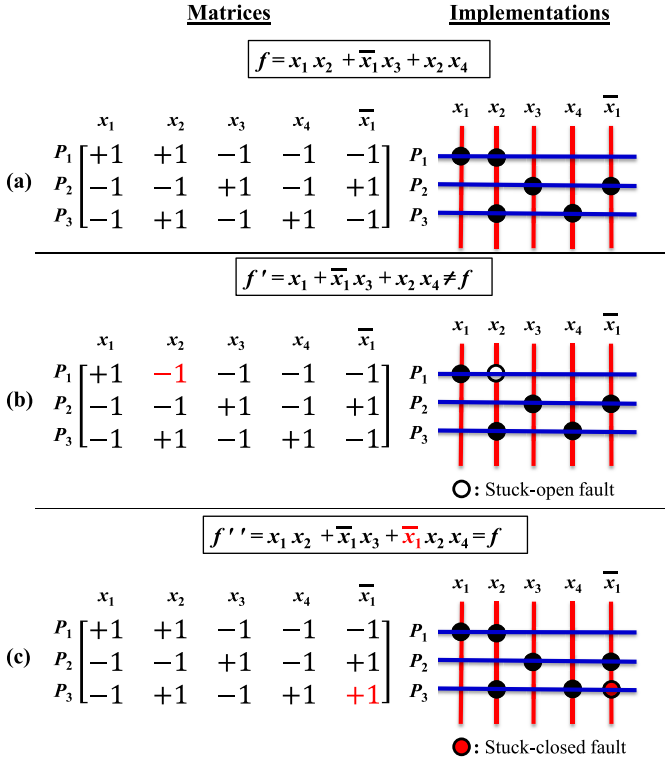 Matrices Implementations
f = x₁ x₂ + x̅₁ x₃ + x₂ x₄
x₁ x₂ x₃ x₄ x̅₁ x₁ x₂ x₃ x₄ x̅₁
(a)
P₁ +1 +1 −1 −1 −1 P₁
P₂ −1 −1 +1 −1 +1 P₂
P₃ −1 +1 −1 +1 −1 P₃
f ′ = x₁ + x̅₁ x₃ + x₂ x₄ ≠ f
x₁ x₂ x₃ x₄ x̅₁ x₁ x₂ x₃ x₄ x̅₁
(b)
P₁ +1 −1 −1 −1 −1 P₁
P₂ −1 −1 +1 −1 +1 P₂
P₃ −1 +1 −1 +1 −1 P₃
: Stuck-open fault
f ′′ = x₁ x₂ + x̅₁ x₃ + x̅₁ x₂ x₄ = f
x₁ x₂ x₃ x₄ x̅₁ x₁ x₂ x₃ x₄ x̅₁
(c)
P₁ +1 +1 −1 −1 −1 P₁
P₂ −1 −1 +1 −1 +1 P₂
P₃ −1 +1 −1 +1 +1 P₃
: Stuck-closed fault